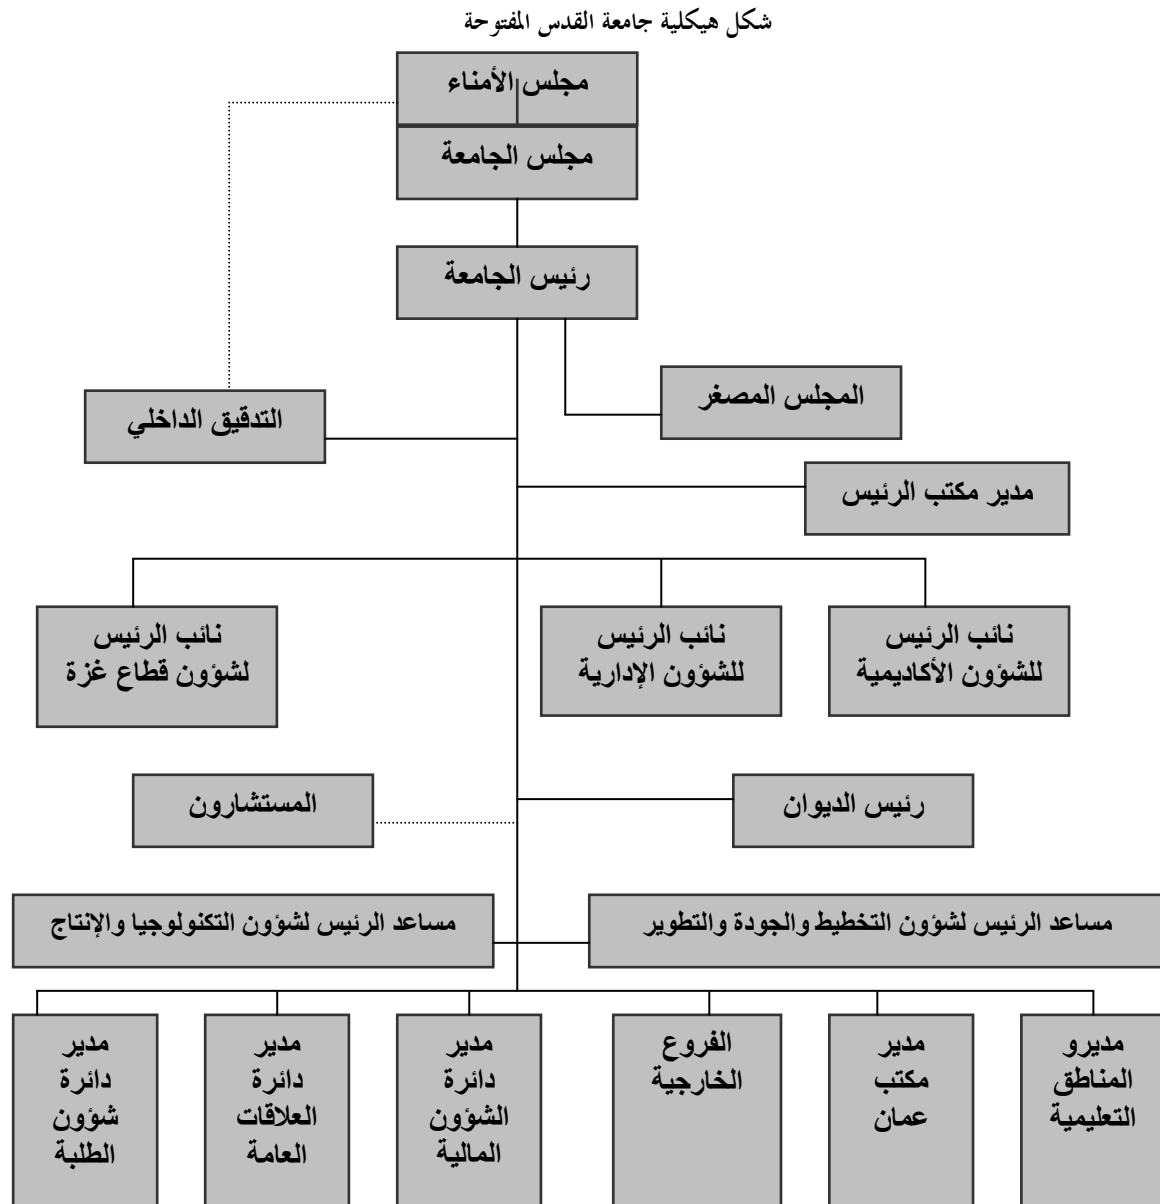 شكل هيكلية جامعة القدس المفتوحة
مجلس الأمناء
مجلس الجامعة
رئيس الجامعة
المجلس المصغر
التدقيق الداخلي
مدير مكتب الرئيس
نائب الرئيس
للشؤون الأكاديمية
نائب الرئيس
للشؤون الإدارية
نائب الرئيس
لشؤون قطاع غزة
رئيس الديوان
المستشارون
مساعد الرئيس لشؤون التخطيط والجودة والتطوير
مساعد الرئيس لشؤون التكنولوجيا والإنتاج
مديرو
المناطق
التعليمية
مدير
مكتب
عمان
الفروع
الخارجية
مدير
دائرة
الشؤون
المالية
مدير
دائرة
العلاقات
العامة
مدير
دائرة
شؤون
الطلبة